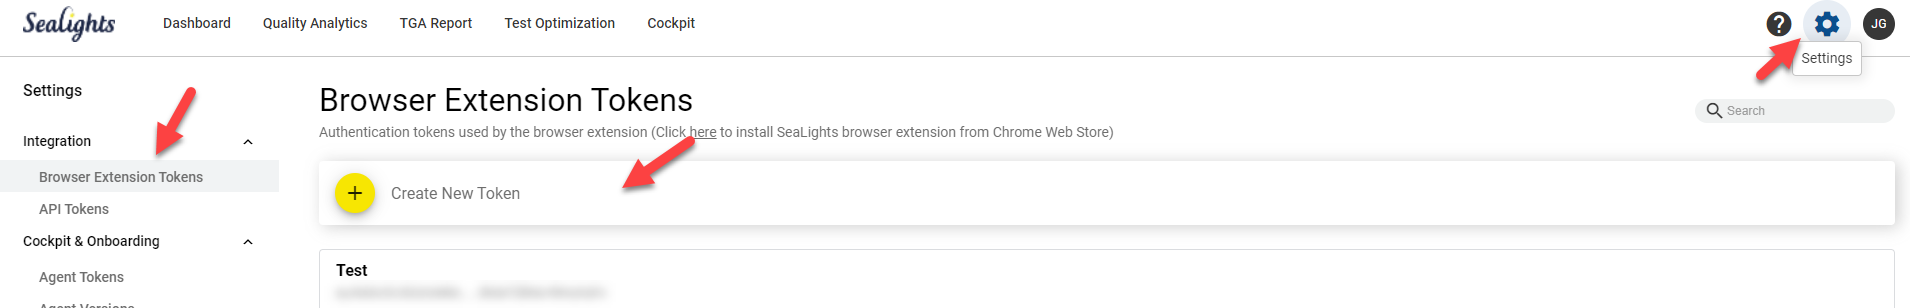 SeaLights
Dashboard
Quality Analytics
TGA Report
Test Optimization
Cockpit
?
JG
Settings
Settings
Integration
Browser Extension Tokens
API Tokens
Cockpit & Onboarding
Agent Tokens
Agent Versions
Browser Extension Tokens
Search
Authentication tokens used by the browser extension (Click here to install SeaLights browser extension from Chrome Web Store)
+ Create New Token
Test